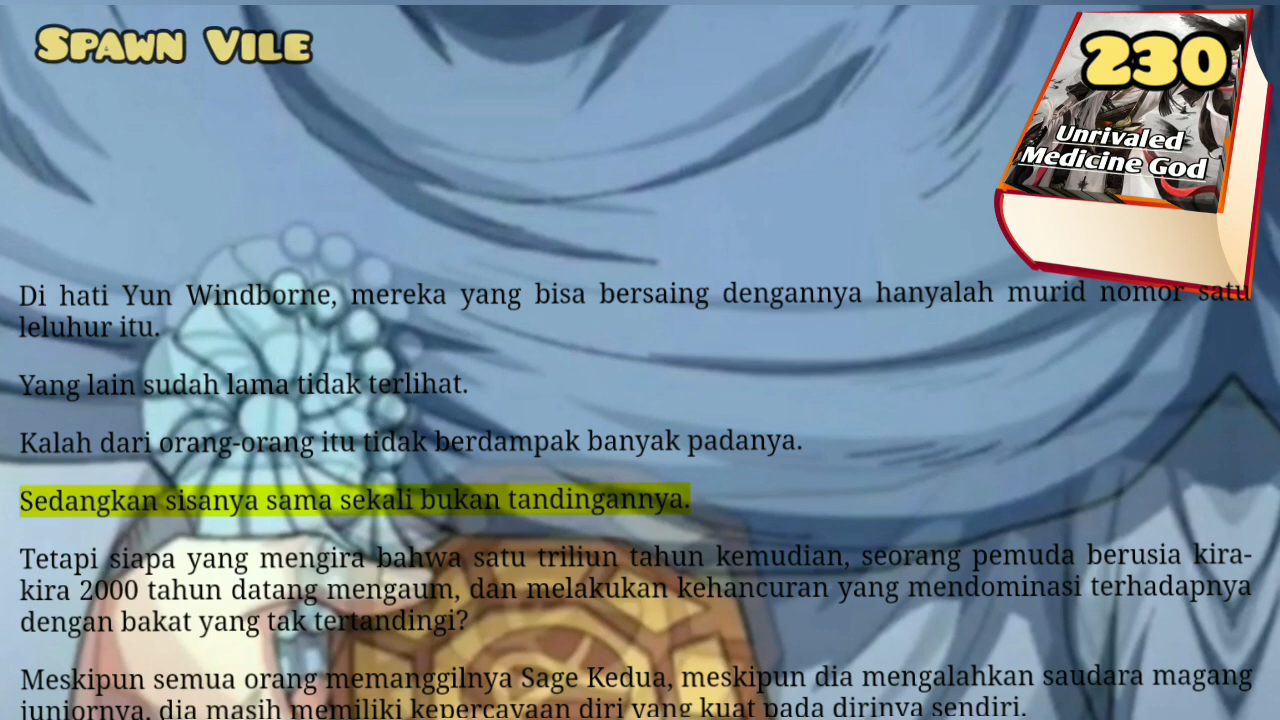 Spawn Vile
230
Unrivaled
Medicine God
Di hati Yun Windborne, mereka yang bisa bersaing dengannya hanyalah murid nomor satu
leluhur itu.
Yang lain sudah lama tidak terlihat.
Kalah dari orang-orang itu tidak berdampak banyak padanya.
Sedangkan sisanya sama sekali bukan tandingannya.
Tetapi siapa yang mengira bahwa satu triliun tahun kemudian, seorang pemuda berusia kira-
kira 2000 tahun datang mengaum, dan melakukan kehancuran yang mendominasi terhadapnya
dengan bakat yang tak tertandingi?
Meskipun semua orang memanggilnya Sage Kedua, meskipun dia mengalahkan saudara magang
juniornya, dia masih memiliki kepercayaan diri yang kuat pada dirinya sendiri.